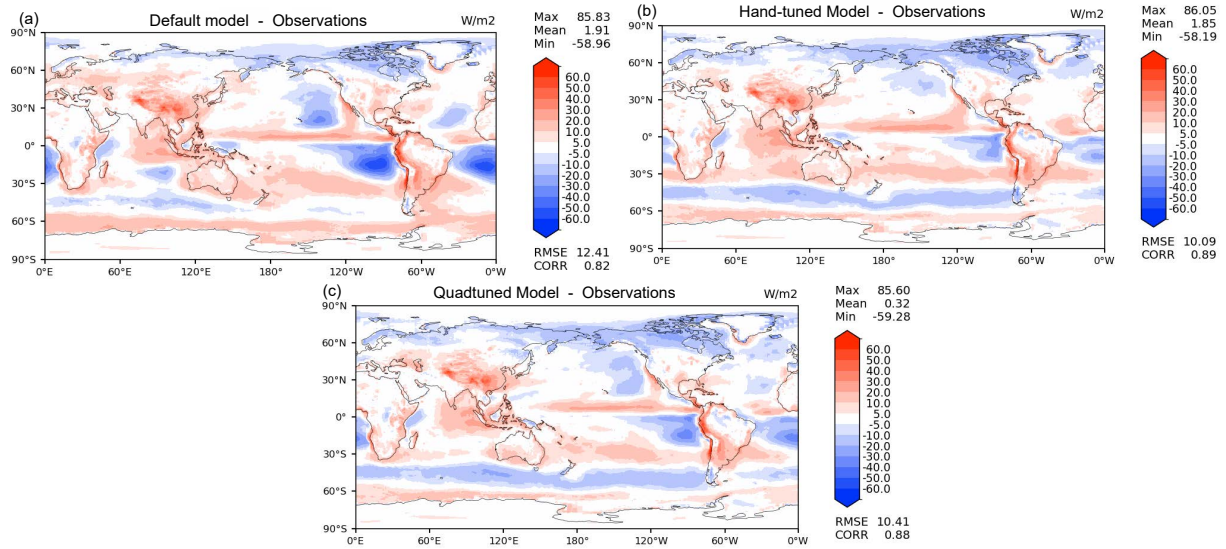 (a)
Default model - Observations
W/m2
Max 85.83
Mean 1.91
Min -58.96
90°N
60°N
30°N
0°
30°S
60°S
90°S
0°E 60°E 120°E 180° 120°W 60°W 0°W
60.0
50.0
40.0
30.0
20.0
10.0
5.0
-5.0
-10.0
-20.0
-30.0
-40.0
-50.0
-60.0
RMSE 12.41
CORR 0.82
(b)
Hand-tuned Model - Observations
W/m2
Max 86.05
Mean 1.85
Min -58.19
90°N
60°N
30°N
0°
30°S
60°S
90°S
0°E 60°E 120°E 180° 120°W 60°W 0°W
60.0
50.0
40.0
30.0
20.0
10.0
5.0
-5.0
-10.0
-20.0
-30.0
-40.0
-50.0
-60.0
RMSE 10.09
CORR 0.89
(c)
Quadtuned Model - Observations
W/m2
Max 85.60
Mean 0.32
Min -59.28
90°N
60°N
30°N
0°
30°S
60°S
90°S
0°E 60°E 120°E 180° 120°W 60°W 0°W
60.0
50.0
40.0
30.0
20.0
10.0
5.0
-5.0
-10.0
-20.0
-30.0
-40.0
-50.0
-60.0
RMSE 10.41
CORR 0.88